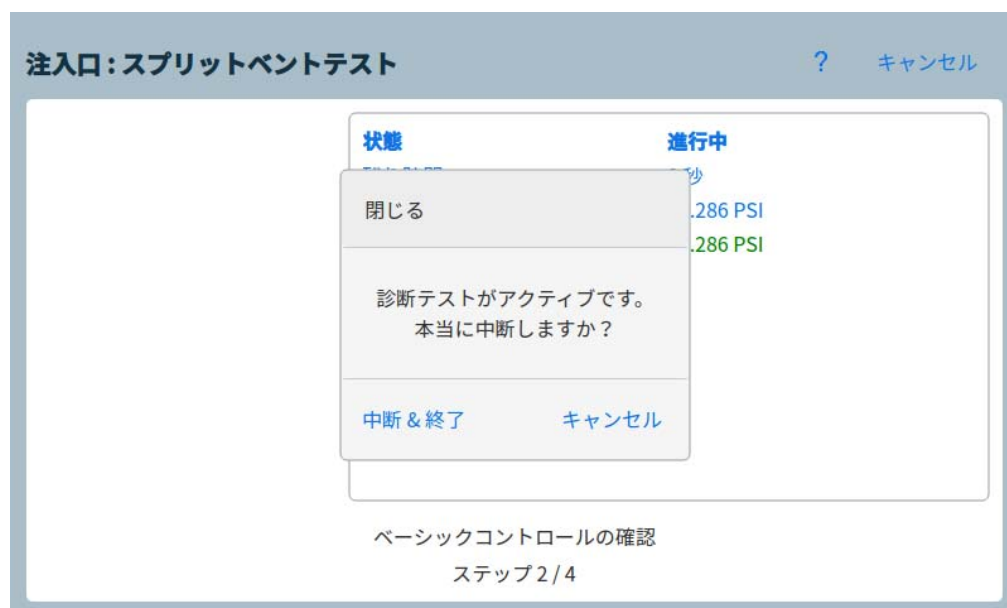 注入口 : スプリットベントテスト
? キャンセル
状態 進行中
秒
閉じる
.286 PSI
.286 PSI
診断テストがアクティブです。
本当に中断しますか？
中断 & 終了 キャンセル
ベーシックコントロールの確認
ステップ 2 / 4